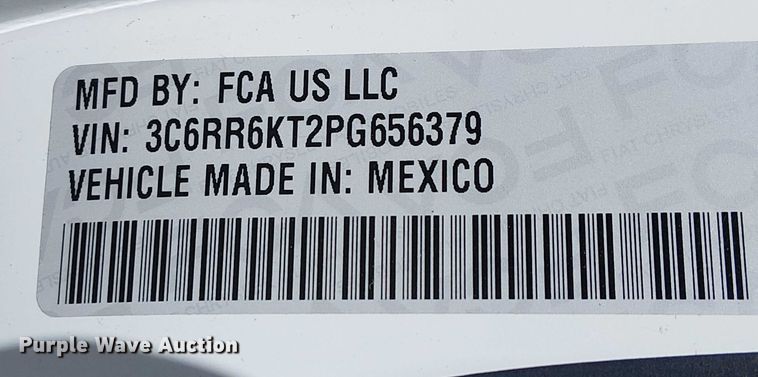 MFD BY: FCA US LLC
VIN: 3C6RR6KT2PG656379
VEHICLE MADE IN: MEXICO
Purple Wave Auction